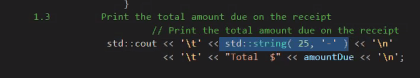 }
1.3 Print the total amount due on the receipt
// Print the total amount due on the receipt
std::cout << '\t' << std::string( 25, '-' ) << '\n'
<< '\t' << "Total  $" << amountDue << '\n';